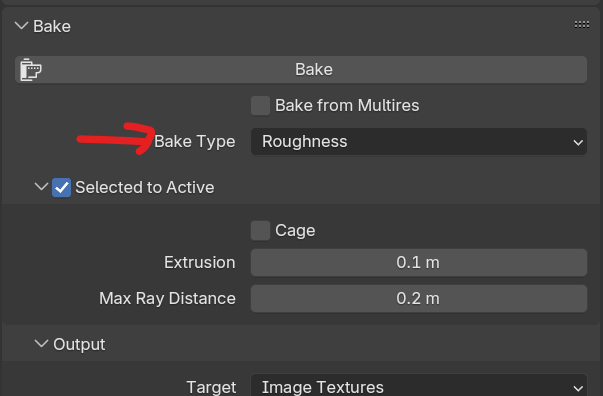 Bake
Bake
Bake from Multires
Bake Type Roughness
Selected to Active
Cage
Extrusion 0.1 m
Max Ray Distance 0.2 m
Output
Target Image Textures